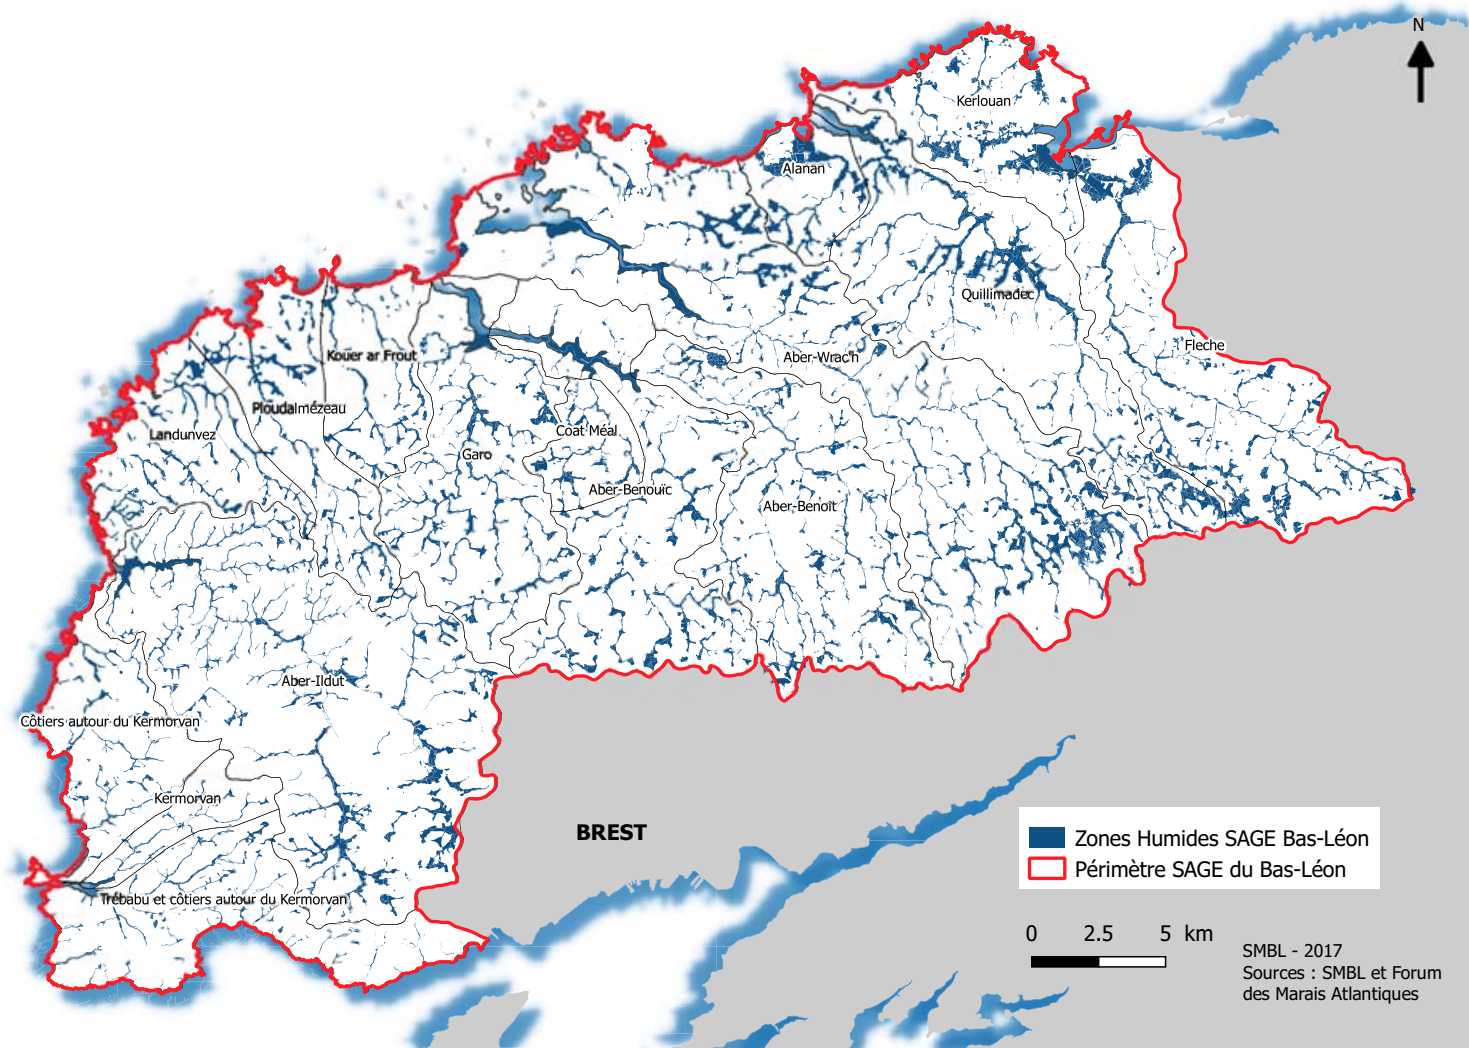 N
Kerlouan
Alanan
Quillimadec
Fleche
Kouer ar Frout
Aber-Wrac'h
Ploudalmézeau
Landunvez
Coat Méal
Garo
Aber-Benouïc
Aber-Benoît
Aber-Ildut
Côtiers autour du Kermorvan
Kermorvan
Trébabu et côtiers autour du Kermorvan
BREST
Zones Humides SAGE Bas-Léon
Périmètre SAGE du Bas-Léon
0 2.5 5 km
SMBL - 2017
Sources : SMBL et Forum
des Marais Atlantiques